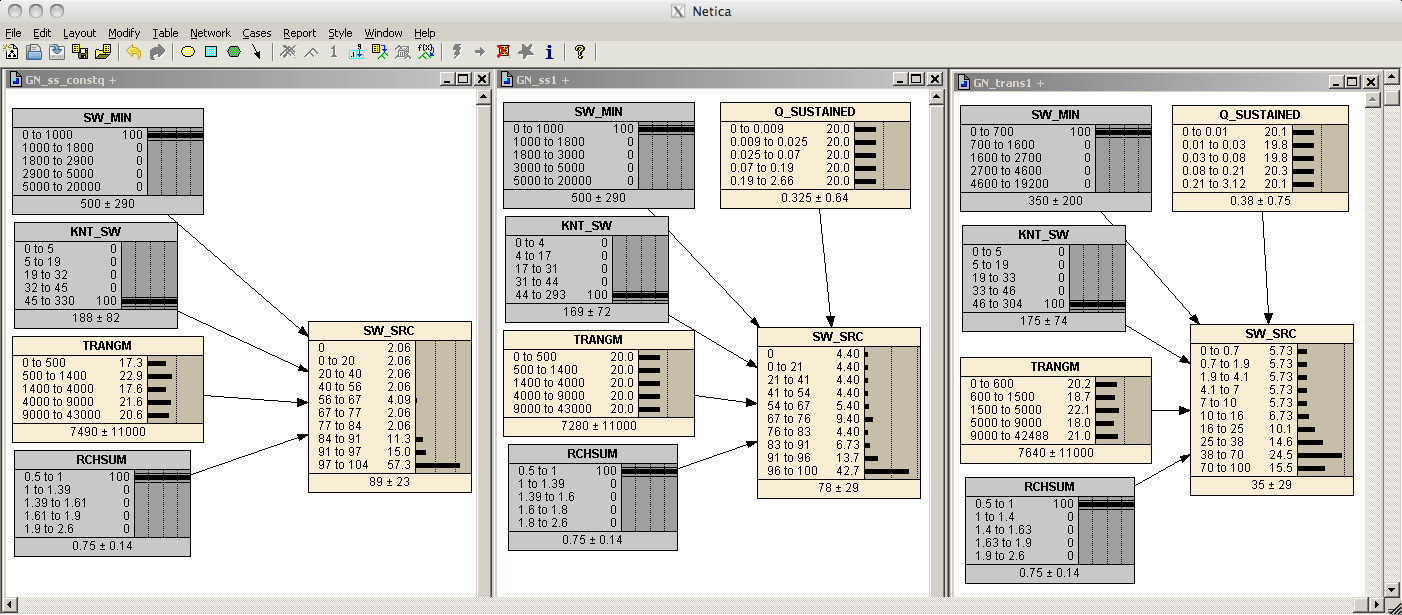 Netica
File Edit Layout Modify Table Network Cases Report Style Window Help
1 f(x) i ?
GN_ss_constq +
SW_MIN
0 to 1000 100
1000 to 1800 0
1800 to 2900 0
2900 to 5000 0
5000 to 20000 0
500 ± 290
KNT_SW
0 to 5 0
5 to 19 0
19 to 32 0
32 to 45 0
45 to 330 100
188 ± 82
TRANGM
0 to 500 17.3
500 to 1400 22.9
1400 to 4000 17.6
4000 to 9000 21.6
9000 to 43000 20.6
7490 ± 11000
RCHSUM
0.5 to 1 100
1 to 1.39 0
1.39 to 1.61 0
1.61 to 1.9 0
1.9 to 2.6 0
0.75 ± 0.14
SW_SRC
0 2.06
0 to 20 2.06
20 to 40 2.06
40 to 56 2.06
56 to 67 4.09
67 to 77 2.06
77 to 84 2.06
84 to 91 11.3
91 to 97 15.0
97 to 104 57.3
89 ± 23
GN_ss1 +
SW_MIN
0 to 1000 100
1000 to 1800 0
1800 to 3000 0
3000 to 5000 0
5000 to 20000 0
500 ± 290
Q_SUSTAINED
0 to 0.009 20.0
0.009 to 0.025 20.0
0.025 to 0.07 20.0
0.07 to 0.19 20.0
0.19 to 2.66 20.0
0.325 ± 0.64
KNT_SW
0 to 4 0
4 to 17 0
17 to 31 0
31 to 44 0
44 to 293 100
169 ± 72
TRANGM
0 to 500 20.0
500 to 1400 20.0
1400 to 4000 20.0
4000 to 9000 20.0
9000 to 43000 20.0
7280 ± 11000
RCHSUM
0.5 to 1 100
1 to 1.39 0
1.39 to 1.6 0
1.6 to 1.8 0
1.8 to 2.6 0
0.75 ± 0.14
SW_SRC
0 4.40
0 to 21 4.40
21 to 41 4.40
41 to 54 4.40
54 to 67 5.40
67 to 76 9.40
76 to 83 4.40
83 to 91 6.73
91 to 96 13.7
96 to 100 42.7
78 ± 29
GN_trans1 +
SW_MIN
0 to 700 100
700 to 1600 0
1600 to 2700 0
2700 to 4600 0
4600 to 19200 0
350 ± 200
Q_SUSTAINED
0 to 0.01 20.1
0.01 to 0.03 19.8
0.03 to 0.08 19.8
0.08 to 0.21 20.3
0.21 to 3.12 20.1
0.38 ± 0.75
KNT_SW
0 to 5 0
5 to 19 0
19 to 33 0
33 to 46 0
46 to 304 100
175 ± 74
TRANGM
0 to 600 20.2
600 to 1500 18.7
1500 to 5000 22.1
5000 to 9000 18.0
9000 to 42488 21.0
7640 ± 11000
RCHSUM
0.5 to 1 100
1 to 1.4 0
1.4 to 1.63 0
1.63 to 1.9 0
1.9 to 2.6 0
0.75 ± 0.14
SW_SRC
0 to 0.7 5.73
0.7 to 1.9 5.73
1.9 to 4.1 5.73
4.1 to 7 5.73
7 to 10 5.73
10 to 16 6.73
16 to 25 10.1
25 to 38 14.6
38 to 70 24.5
70 to 100 15.5
35 ± 29